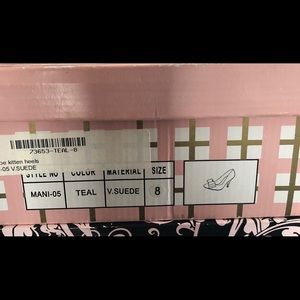 73653-TEAL-8
kitten heels
-05 V.SUEDE
STYLE NO COLOR MATERIAL SIZE
MANI-05 TEAL V.SUEDE 8